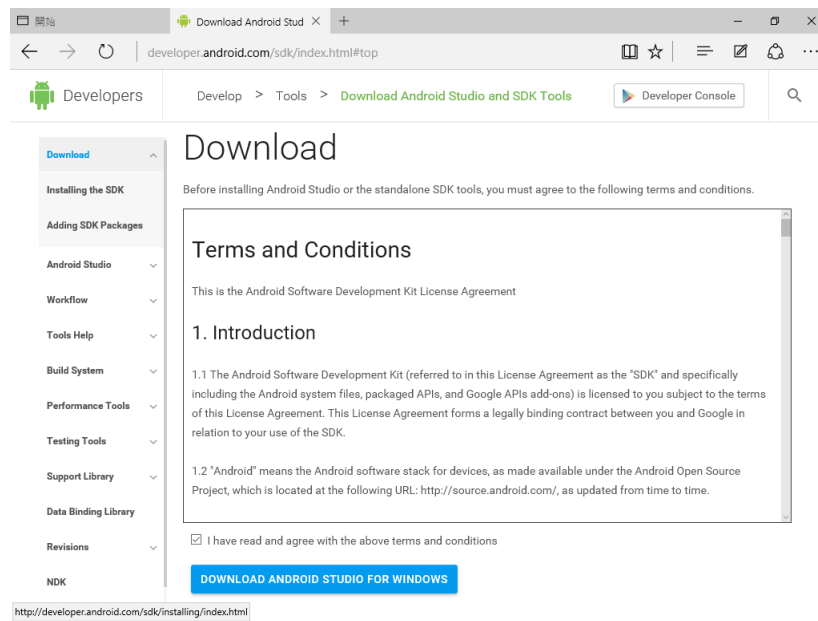 開始
Download Android Stud
developer.android.com/sdk/index.html#top
Developers
Develop > Tools > Download Android Studio and SDK Tools
Developer Console
Download
Installing the SDK
Adding SDK Packages
Android Studio
Workflow
Tools Help
Build System
Performance Tools
Testing Tools
Support Library
Data Binding Library
Revisions
NDK
Download
Before installing Android Studio or the standalone SDK tools, you must agree to the following terms and conditions.
Terms and Conditions
This is the Android Software Development Kit License Agreement
1. Introduction
1.1 The Android Software Development Kit (referred to in this License Agreement as the "SDK" and specifically
including the Android system files, packaged APIs, and Google APIs add-ons) is licensed to you subject to the terms
of this License Agreement. This License Agreement forms a legally binding contract between you and Google in
relation to your use of the SDK.
1.2 "Android" means the Android software stack for devices, as made available under the Android Open Source
Project, which is located at the following URL: http://source.android.com/, as updated from time to time.
I have read and agree with the above terms and conditions
DOWNLOAD ANDROID STUDIO FOR WINDOWS
http://developer.android.com/sdk/installing/index.html